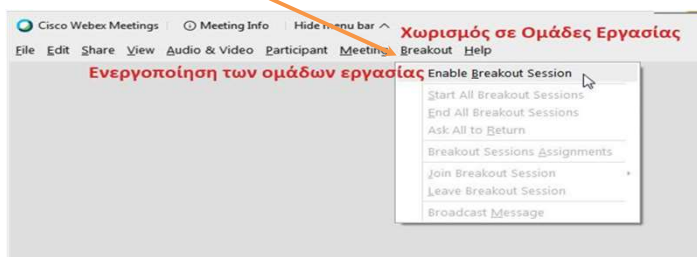 Cisco Webex Meetings Meeting Info Hide menu bar
Χωρισμός σε Ομάδες Εργασίας
File Edit Share View Audio & Video Participant Meeting Breakout Help
Ενεργοποίηση των ομάδων εργασίας
Enable Breakout Session
Start All Breakout Sessions
End All Breakout Sessions
Ask All to Return
Breakout Sessions Assignments
Join Breakout Session
Leave Breakout Session
Broadcast Message